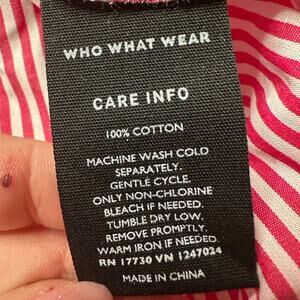 WHO WHAT WEAR
CARE INFO
100% COTTON
MACHINE WASH COLD
SEPARATELY.
GENTLE CYCLE.
ONLY NON-CHLORINE
BLEACH IF NEEDED.
TUMBLE DRY LOW.
REMOVE PROMPTLY.
WARM IRON IF NEEDED.
RN 17730 VN 1247024
MADE IN CHINA